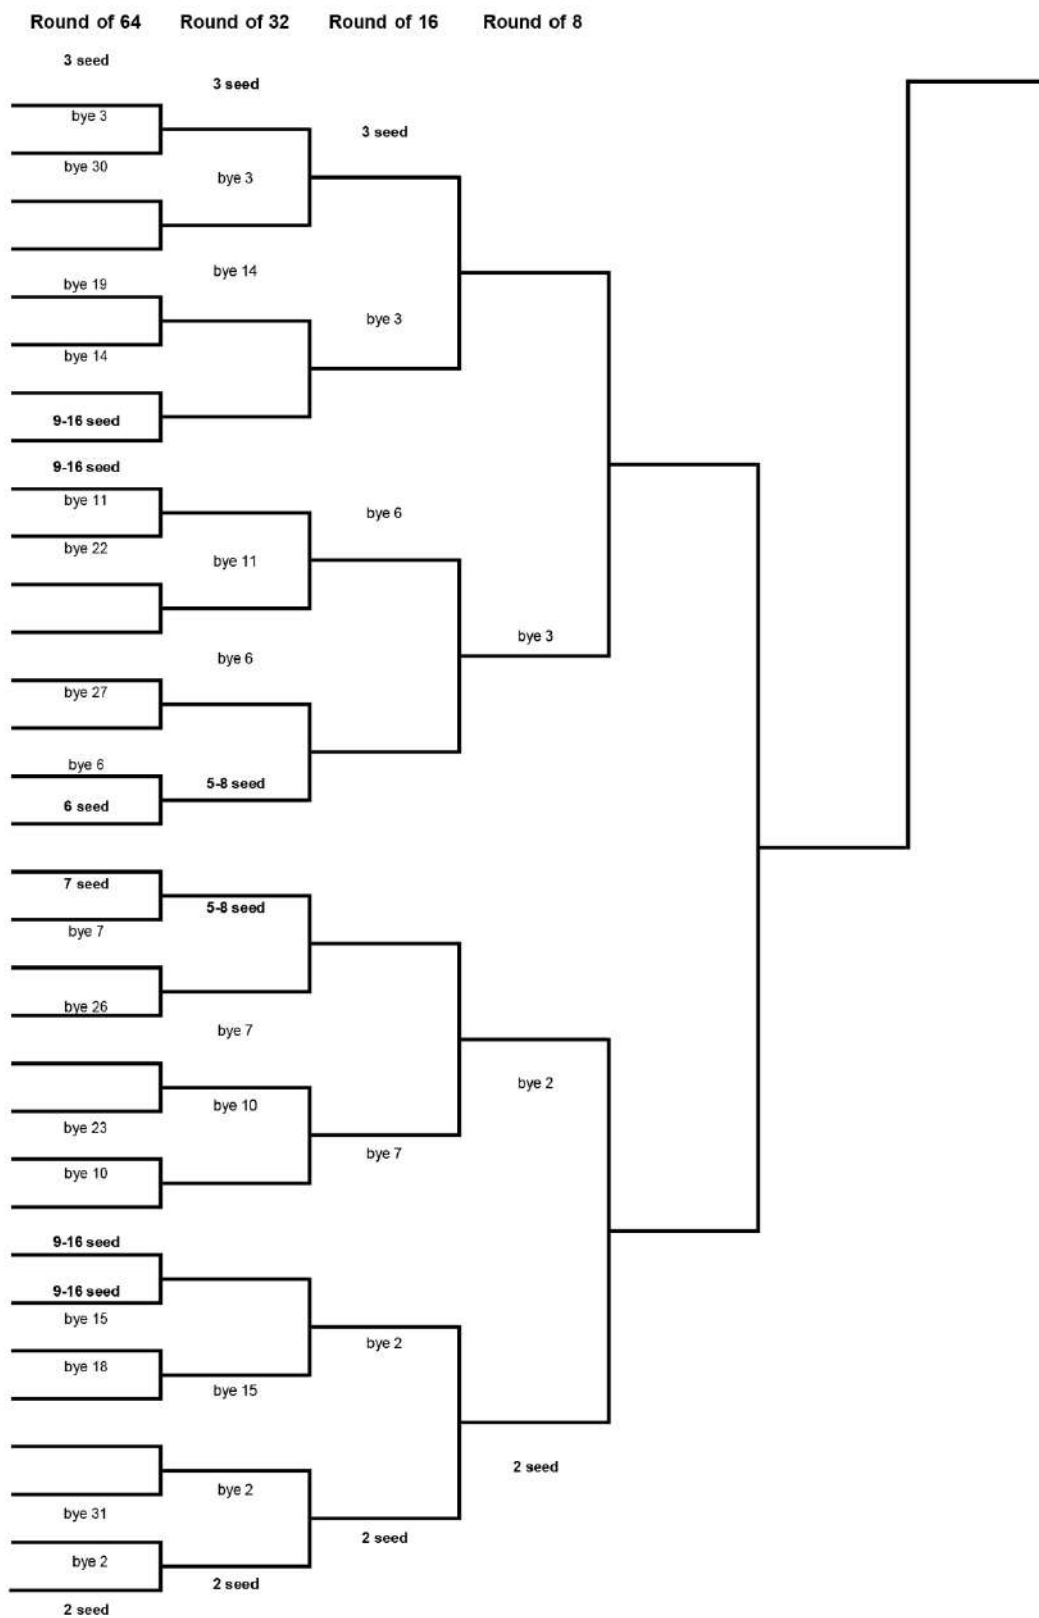 Round of 64 Round of 32 Round of 16 Round of 8
3 seed
3 seed
bye 3
3 seed
bye 30
bye 3
bye 14
bye 19
bye 3
bye 14
9-16 seed
9-16 seed
bye 11
bye 6
bye 22
bye 11
bye 3
bye 6
bye 27
bye 6
5-8 seed
6 seed
7 seed
5-8 seed
bye 7
bye 26
bye 7
bye 2
bye 10
bye 23
bye 7
bye 10
9-16 seed
9-16 seed
bye 15
bye 2
bye 18
bye 15
2 seed
bye 2
bye 31
2 seed
bye 2
2 seed
2 seed